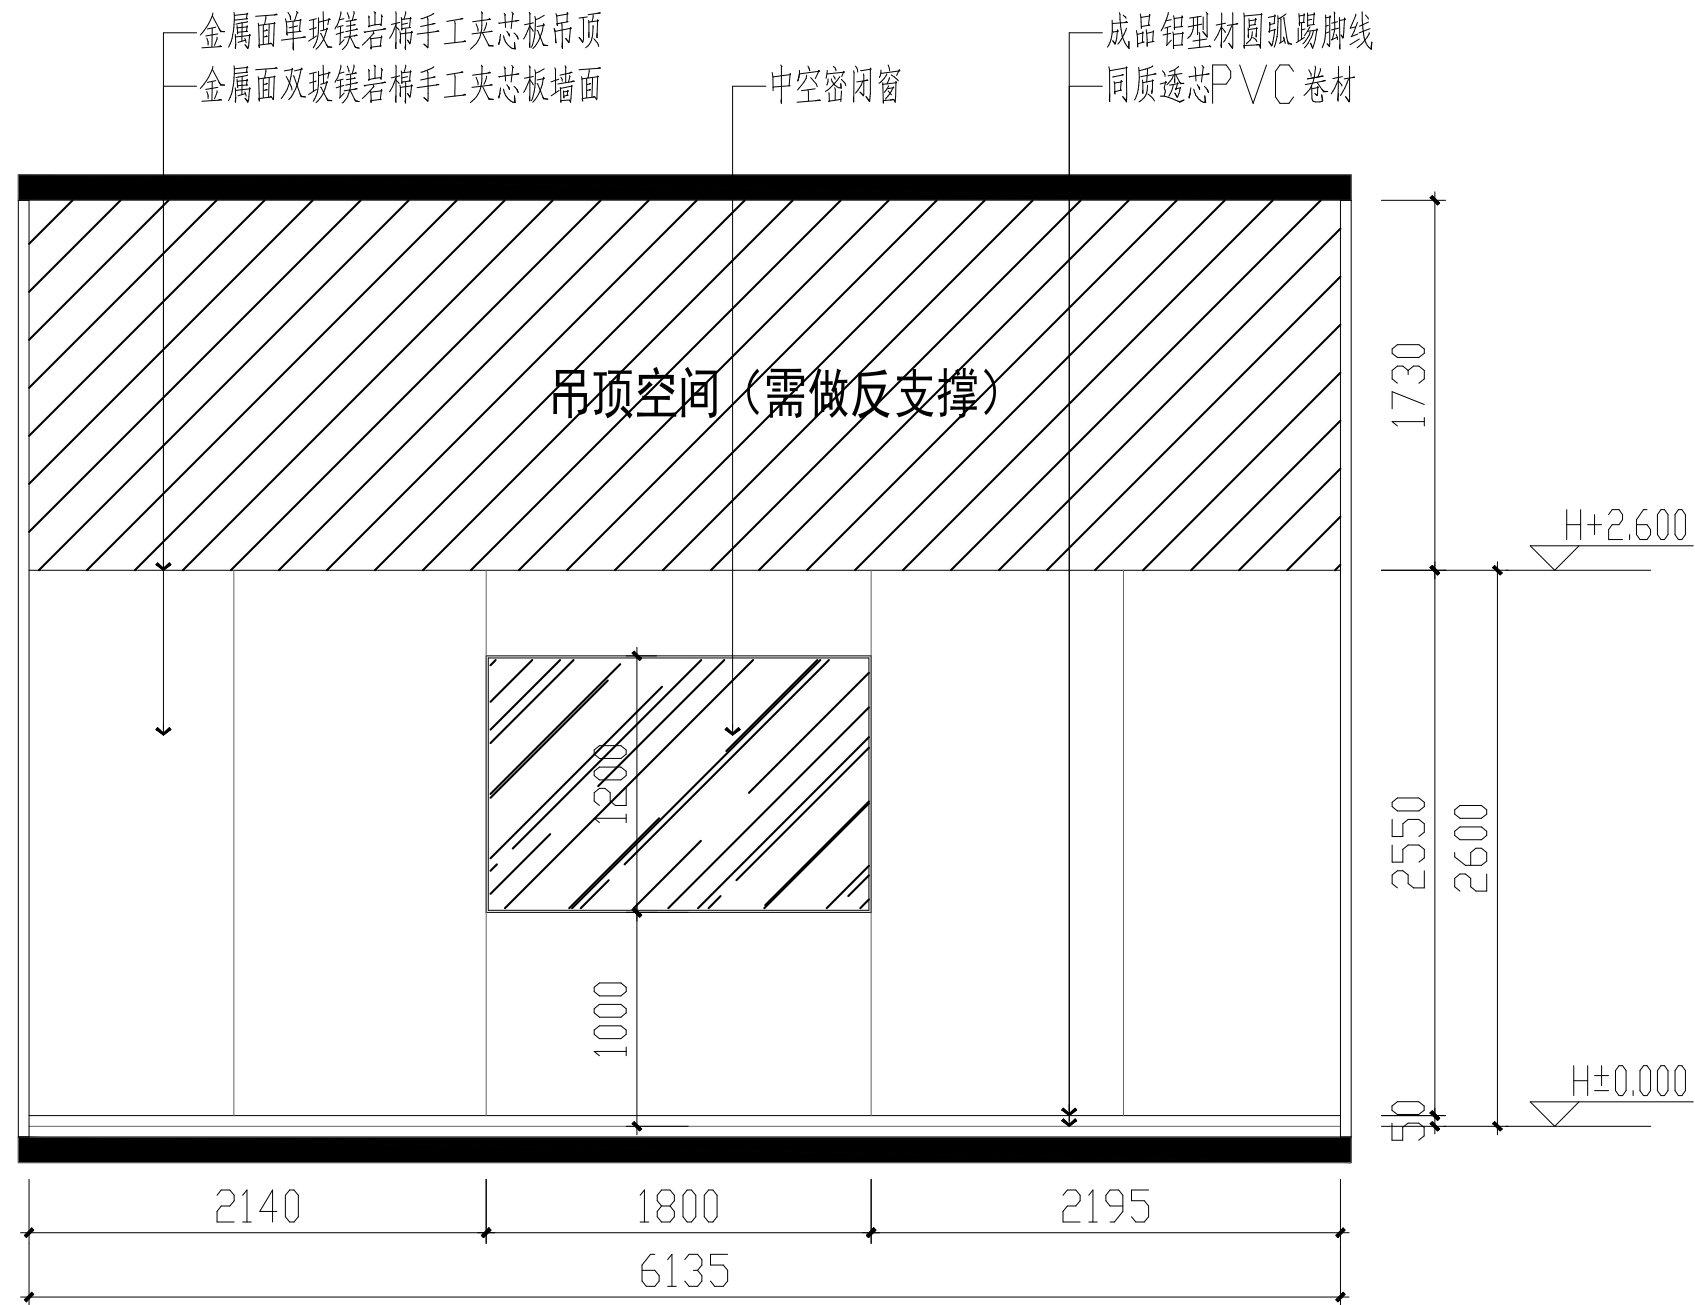 金属面单玻镁岩棉手工夹芯板吊顶
金属面双玻镁岩棉手工夹芯板墙面
中空密闭窗
成品铝型材圆弧踢脚线
同质透芯PVC卷材
吊顶空间（需做反支撑）
1730
H+2.600
1200
2550
2600
1000
H±0.000
50
2140
1800
2195
6135